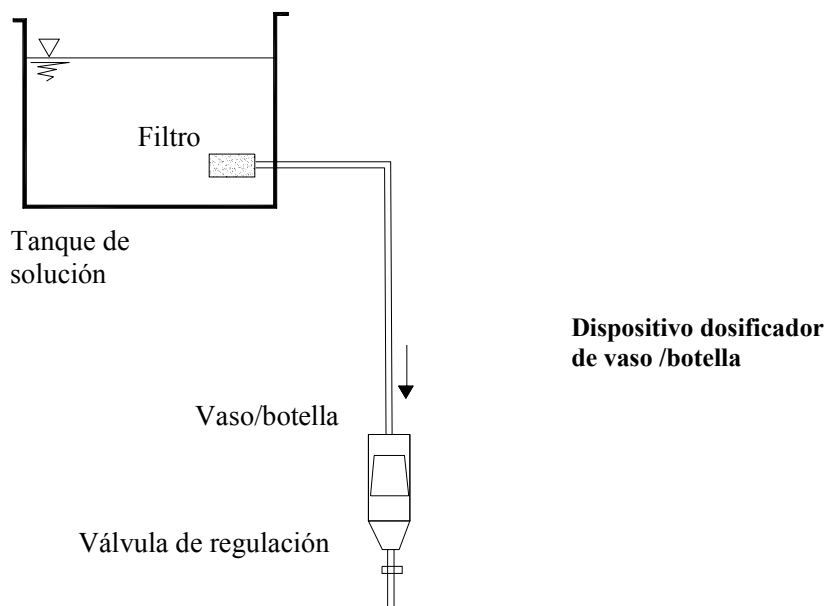 Filtro
Tanque de
solución
Dispositivo dosificador
de vaso /botella
Vaso/botella
Válvula de regulación